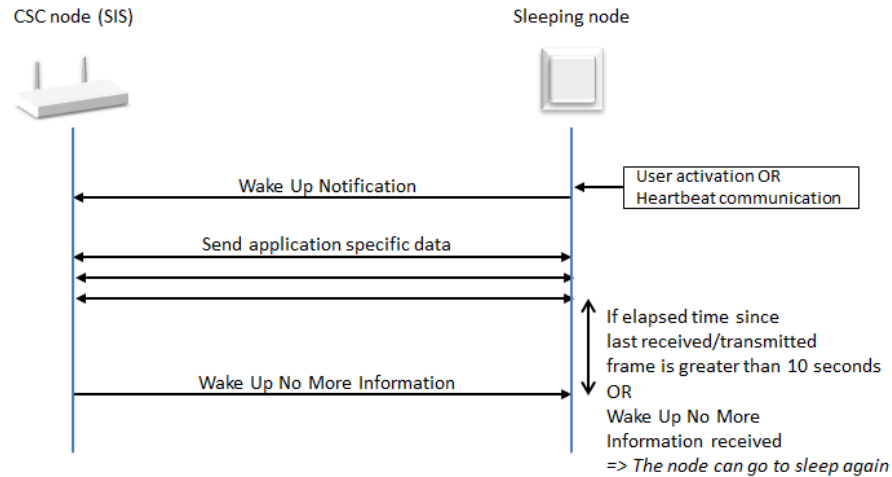 CSC node (SIS)
Sleeping node
User activation OR
Heartbeat communication
Wake Up Notification
Send application specific data
If elapsed time since
last received/transmitted
frame is greater than 10 seconds
OR
Wake Up No More
Information received
=> The node can go to sleep again
Wake Up No More Information